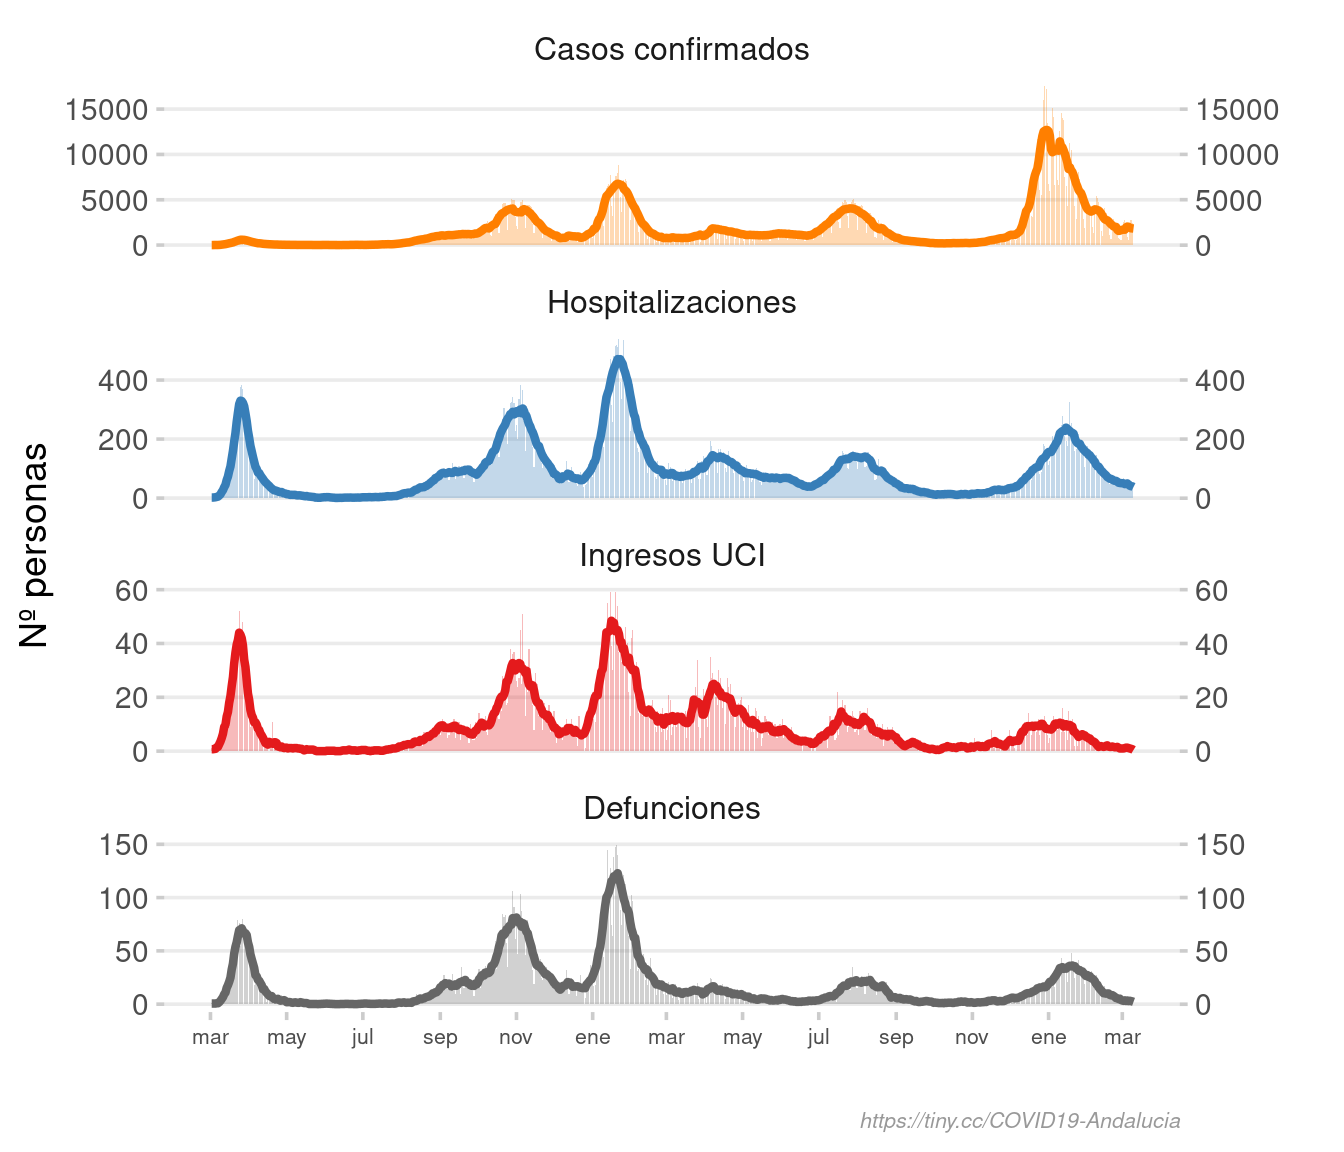 Casos confirmados
15000 15000
10000 10000
5000 5000
0 0
Hospitalizaciones
400 400
200 200
0 0
Nº personas
Ingresos UCI
60 60
40 40
20 20
0 0
Defunciones
150 150
100 100
50 50
0 0
mar may jul sep nov ene mar may jul sep nov ene mar
https://tiny.cc/COVID19-Andalucia